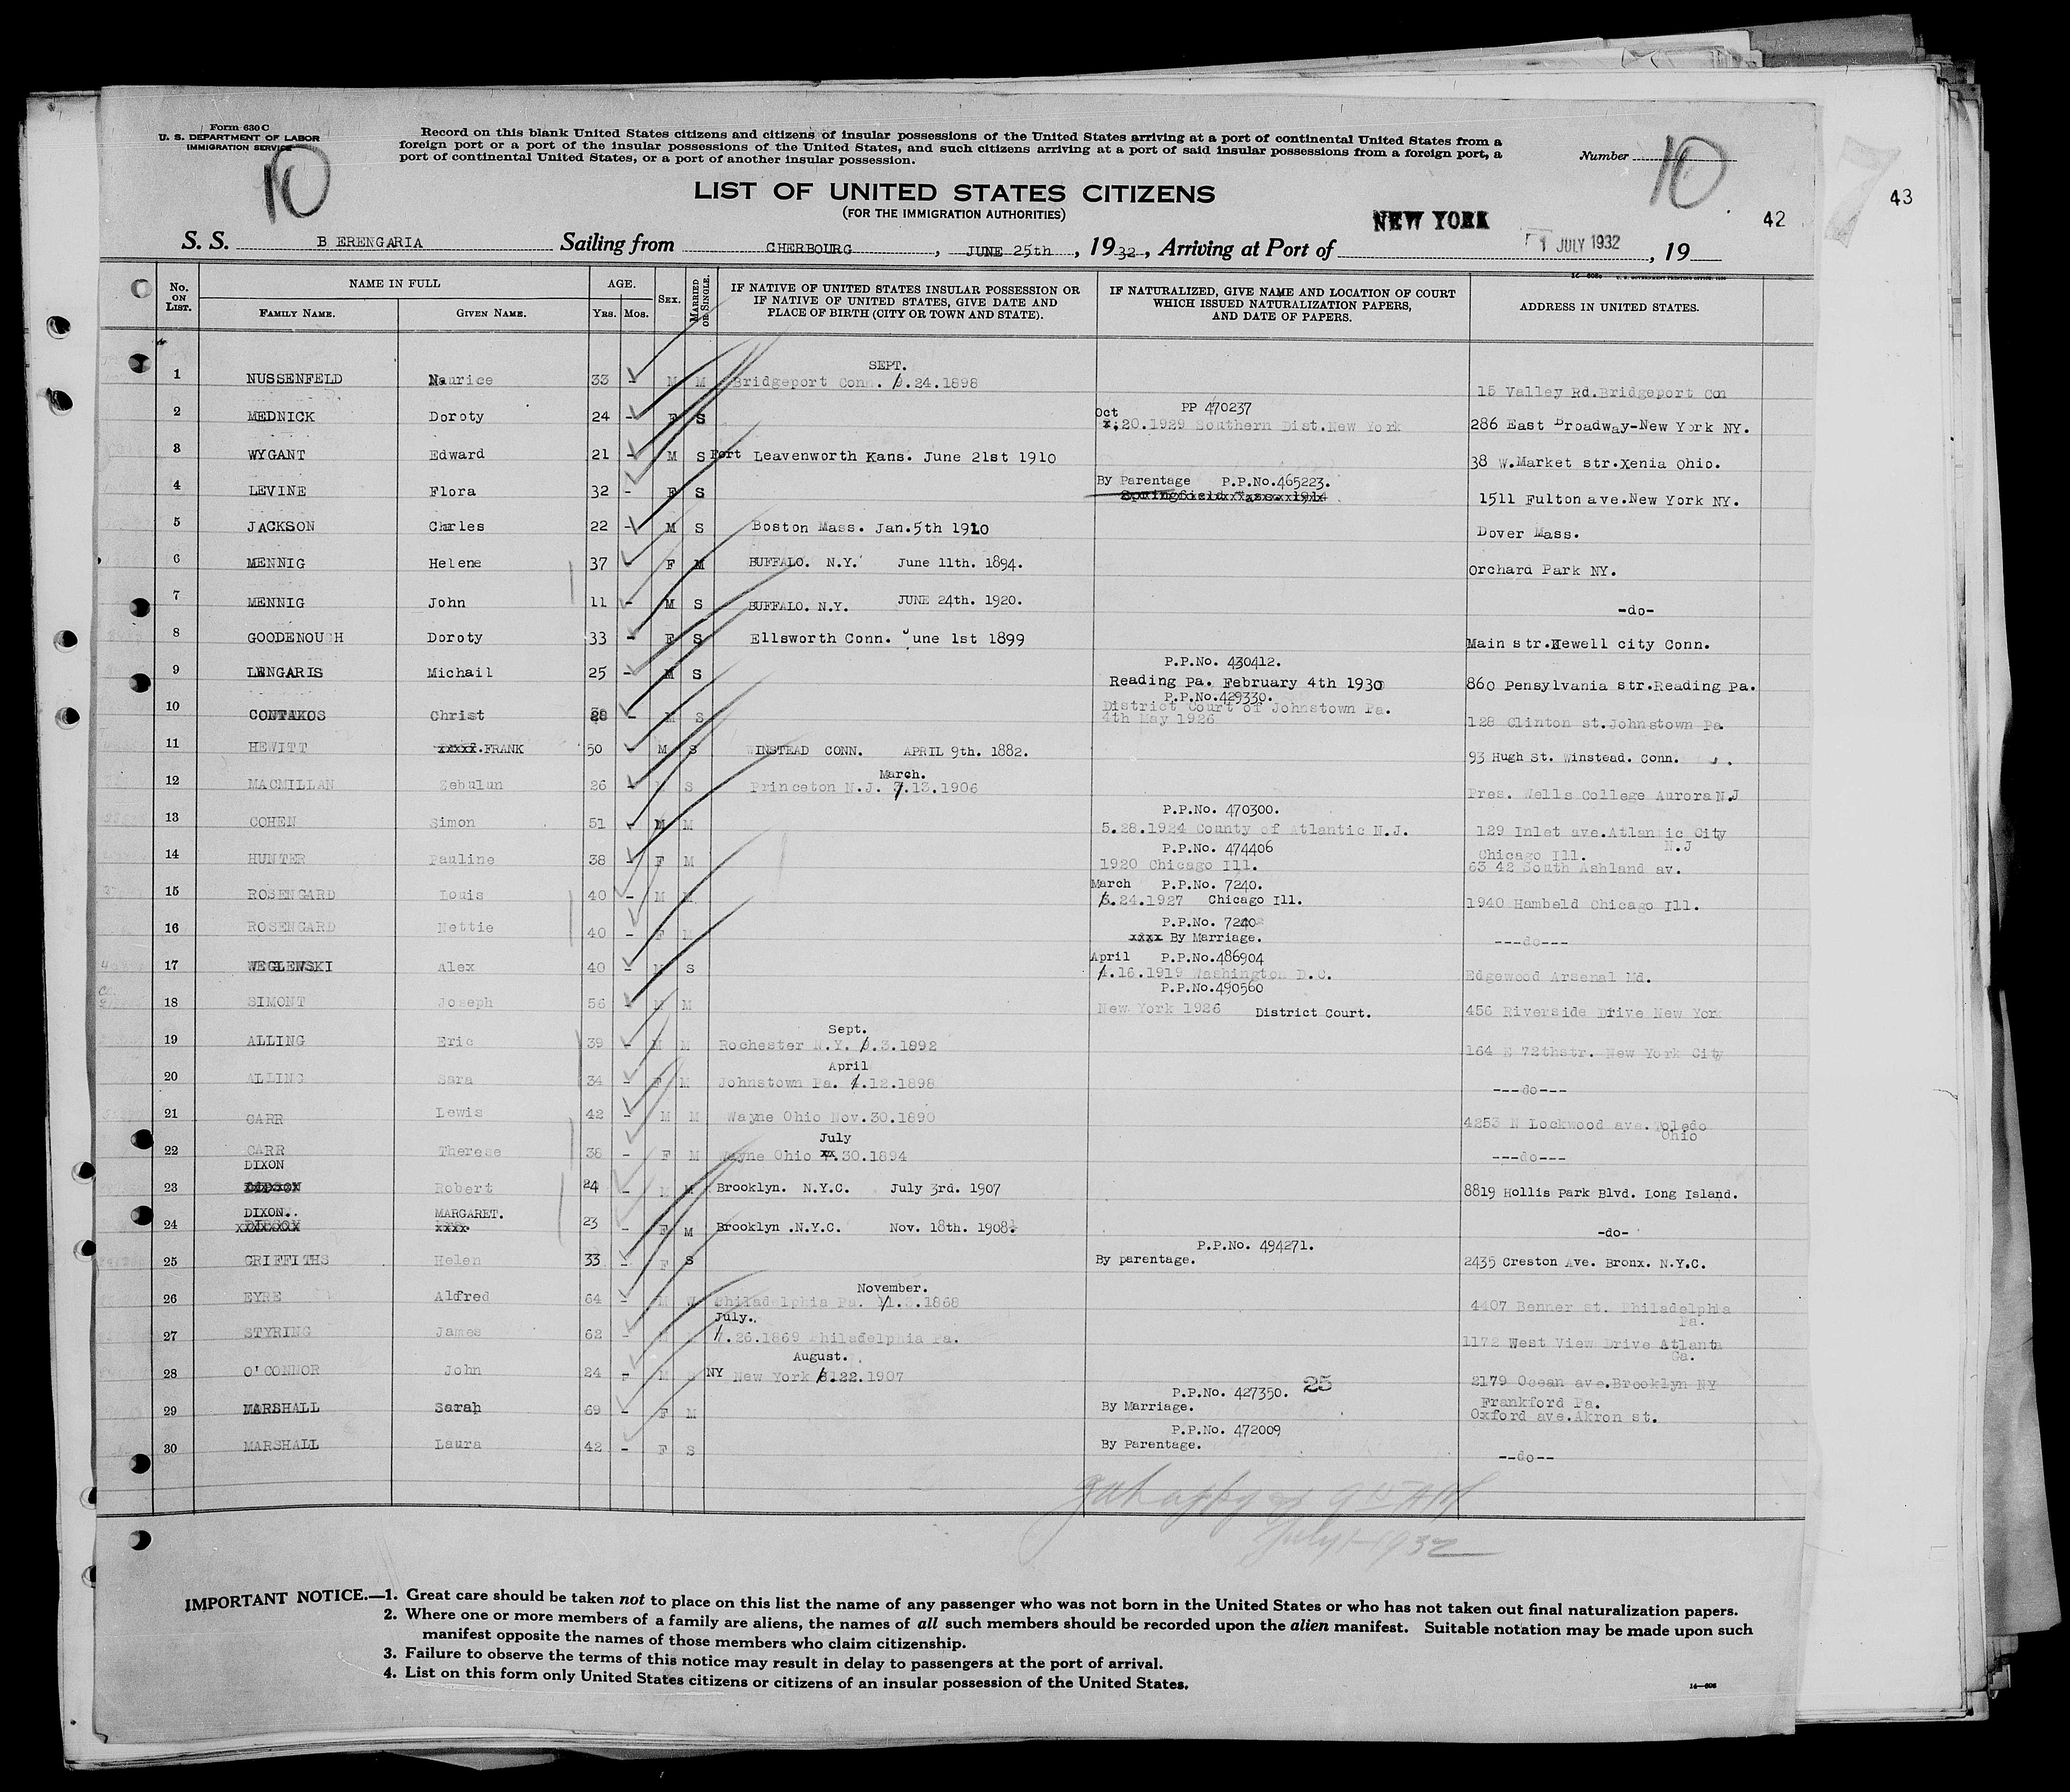 Form 630 C
U. S. DEPARTMENT OF LABOR
IMMIGRATION SERVICE
10
Record on this blank United States citizens and citizens of insular possessions of the United States arriving at a port of continental United States from a
foreign port or a port of the insular possessions of the United States, and such citizens arriving at a port of said insular possessions from a foreign port, a
port of continental United States, or a port of another insular possession.
Number 10
LIST OF UNITED STATES CITIZENS
(FOR THE IMMIGRATION AUTHORITIES)
42
43
7
S. S. B ERENGARIA Sailing from CHERBOURG, JUNE 25th, 1932, Arriving at Port of NEW YORK 1 JULY 1932, 19
No. ON LIST. NAME IN FULL FAMILY NAME. GIVEN NAME. AGE. YRS. MOS. SEX. MARRIED OR SINGLE. IF NATIVE OF UNITED STATES INSULAR POSSESSION OR IF NATIVE OF UNITED STATES, GIVE DATE AND PLACE OF BIRTH (CITY OR TOWN AND STATE). IF NATURALIZED, GIVE NAME AND LOCATION OF COURT WHICH ISSUED NATURALIZATION PAPERS, AND DATE OF PAPERS. ADDRESS IN UNITED STATES.
1 NUSSENFELD Maurice 33 - M M Bridgeport Conn. SEPT. 24.1898 15 Valley Rd.Bridgeport Con
2 MEDNICK Doroty 24 - F S PP 470237 Oct 20.1929 Southern Dist.New York 286 East Broadway-New York NY.
3 WYGANT Edward 21 - M S Fort Leavenworth Kans. June 21st 1910 38 W.Market str.Xenia Ohio.
4 LEVINE Flora 32 - F S By Parentage P.P.No.465223. 1511 Fulton ave.New York NY.
5 JACKSON Charles 22 - M S Boston Mass. Jan.5th 1910 Dover Mass.
6 MENNIG Helene 37 F M BUFFALO. N.Y. June 11th. 1894. Orchard Park NY.
7 MENNIG John 11 - M S BUFFALO. N.Y. JUNE 24th. 1920. -do-
8 GOODENOUGH Doroty 33 - F S Ellsworth Conn. June 1st 1899 Main str.Jewell city Conn.
9 LENGARIS Michail 25 - M S P.P.No. 430412. Reading Pa. February 4th 1930 860 Pensylvania str.Reading Pa.
10 CONTAKOS Christ - M S P.P.No.429330. District Court of Johnstown Pa. 4th May 1926 128 Clinton st.Johnstown Pa
11 HEWITT xxxxx.FRANK 50 - M S WINSTEAD CONN. APRIL 9th. 1882. 93 Hugh St. Winstead. Conn.
12 MACMILLAN Zebulun 26 - S Princeton N.J. March. 13.1906 Pres. Wells College Aurora N.J
13 COHEN Simon 51 - M M P.P.No. 470300. 5.28.1924 County of Atlantic N.J. 129 Inlet ave.Atlantic City N.J
14 HUNTER Pauline 38 - F M P.P.No. 474406 1920 Chicago Ill. Chicago Ill. 63 42 South Ashland av.
15 ROSENGARD Louis 40 - M M March P.P.No. 7240. 24.1927 Chicago Ill. 1940 Hambeld Chicago Ill.
16 ROSENGARD Nettie 40 - F M P.P.No. 7240 xxxx By Marriage. ---do---
17 WEGLEWSKI Alex 40 - M S April P.P.No.486904 .16.1919 Washington D.C. Edgewood Arsenal Md.
18 SIMONT Joseph 56 - M M P.P.No.490560 New York 1926 District Court. 456 Riverside Drive New York
19 ALLING Eric 39 - M M Rochester N.Y. Sept. 3.1892 164 E 72thstr. New York City
20 ALLING Sara 34 - F M Johnstown Pa. April .12.1898 ---do---
21 CARR Lewis 42 - M M Wayne Ohio Nov.30.1890 4253 N Lockwood ave. Toledo Ohio
22 CARR Therese 38 - F M Wayne Ohio July .30.1894 ---do---
23 DIXON Robert 24 - M M Brooklyn. N.Y.C. July 3rd. 1907 8819 Hollis Park Blvd. Long Island.
24 DIXON.. MARGARET. 23 - F M Brooklyn .N.Y.C. Nov. 18th. 1908. -do-
25 GRIFFITHS Helen 33 - F S P.P.No. 494271. By parentage. 2435 Creston Ave. Bronx. N.Y.C.
26 EYRE Aldred 64 - M W Philadelphia Pa. November. 3.1868 4407 Benner st. Philadelphia Pa.
27 STYRING James 62 - July. .26.1869 Philadelphia Pa. 1172 West View Drive Atlanta Ga.
28 O'CONNOR John 24 - M S NY New York August. 22.1907 2179 Ocean ave.Brooklyn NY
29 MARSHALL Sarah 69 - F M P.P.No. 427350. 25 By Marriage. Frankford Pa. Oxford ave.Akron st.
30 MARSHALL Laura 42 - F S P.P.No. 472009 By Parentage. --do--
July 1-1932
IMPORTANT NOTICE.—1. Great care should be taken not to place on this list the name of any passenger who was not born in the United States or who has not taken out final naturalization papers.
2. Where one or more members of a family are aliens, the names of all such members should be recorded upon the alien manifest. Suitable notation may be made upon such
manifest opposite the names of those members who claim citizenship.
3. Failure to observe the terms of this notice may result in delay to passengers at the port of arrival.
4. List on this form only United States citizens or citizens of an insular possession of the United States.